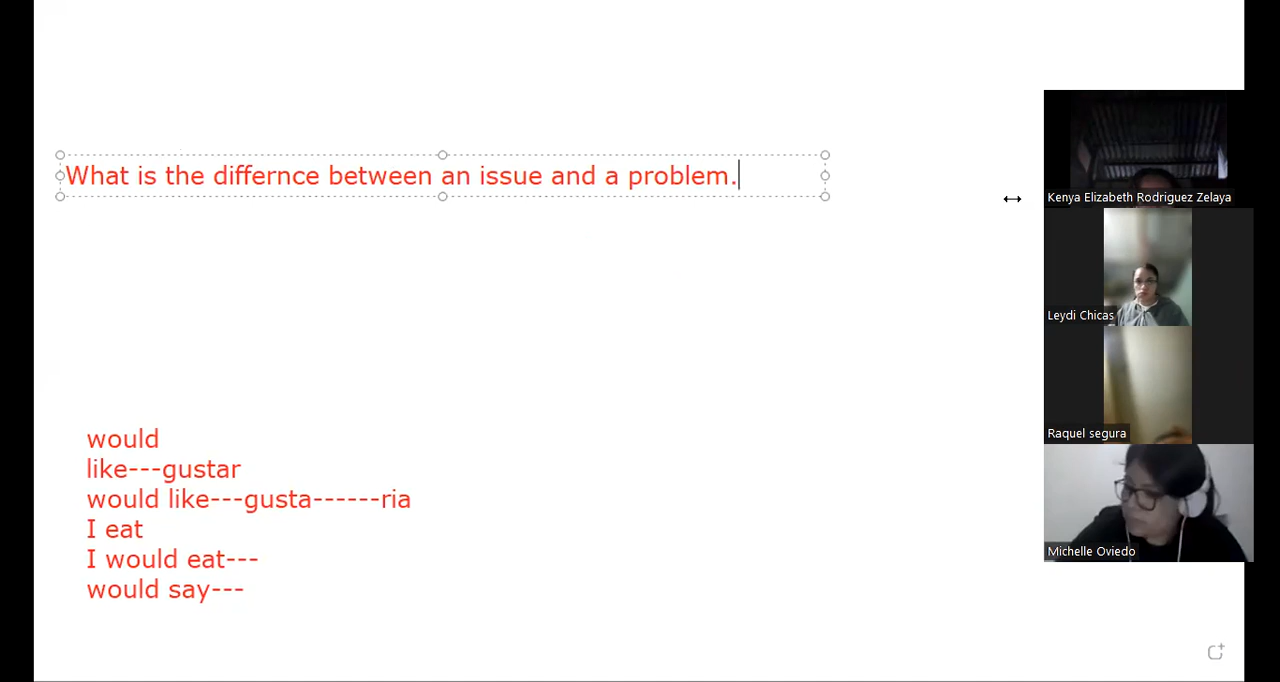 What is the differnce between an issue and a problem.
Kenya Elizabeth Rodriguez Zelaya
Leydi Chicas
Raquel segura
would
like---gustar
would like---gusta------ria
I eat
I would eat---
would say---
Michelle Oviedo